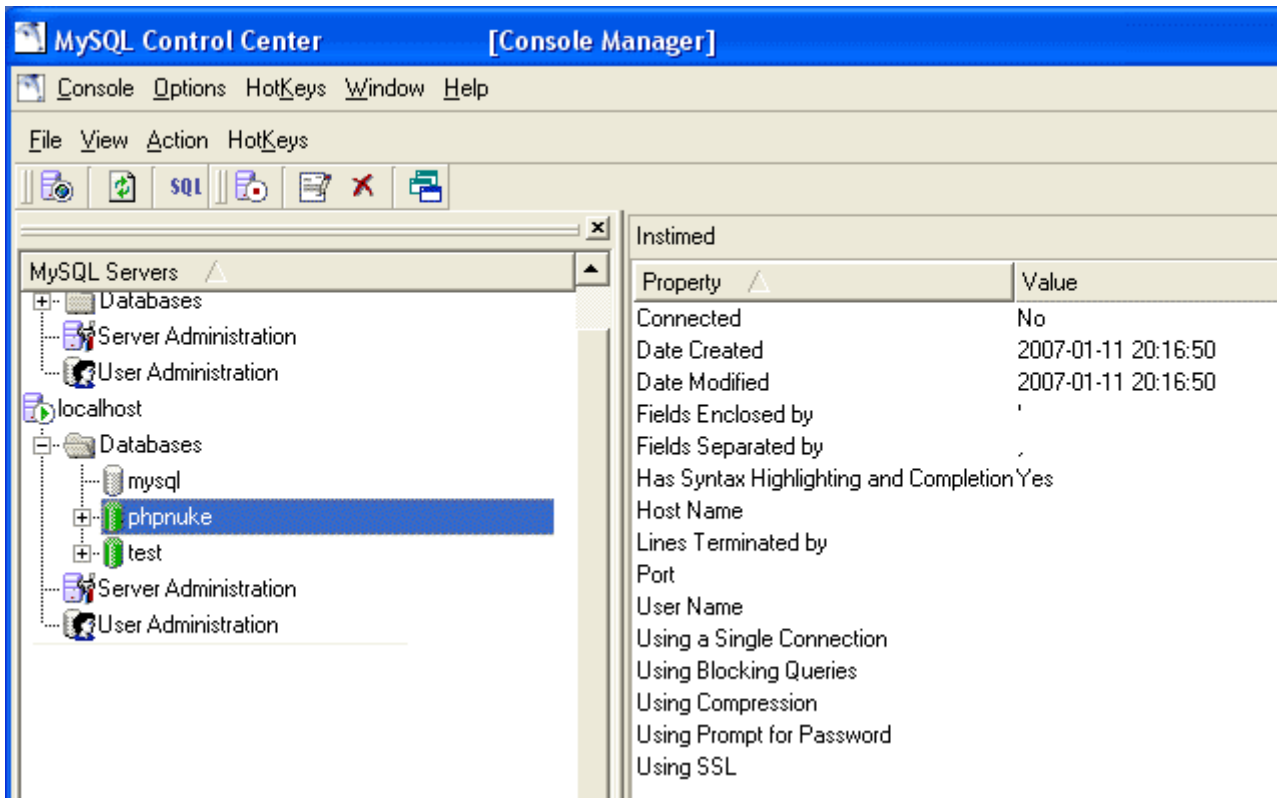 MySQL Control Center [Console Manager]
Console Options HotKeys Window Help
File View Action HotKeys
SQL
MySQL Servers
Databases
Server Administration
User Administration
localhost
Databases
mysql
phpnuke
test
Server Administration
User Administration
Instimed
Property Value
Connected No
Date Created 2007-01-11 20:16:50
Date Modified 2007-01-11 20:16:50
Fields Enclosed by '
Fields Separated by ,
Has Syntax Highlighting and Completion Yes
Host Name
Lines Terminated by
Port
User Name
Using a Single Connection
Using Blocking Queries
Using Compression
Using Prompt for Password
Using SSL